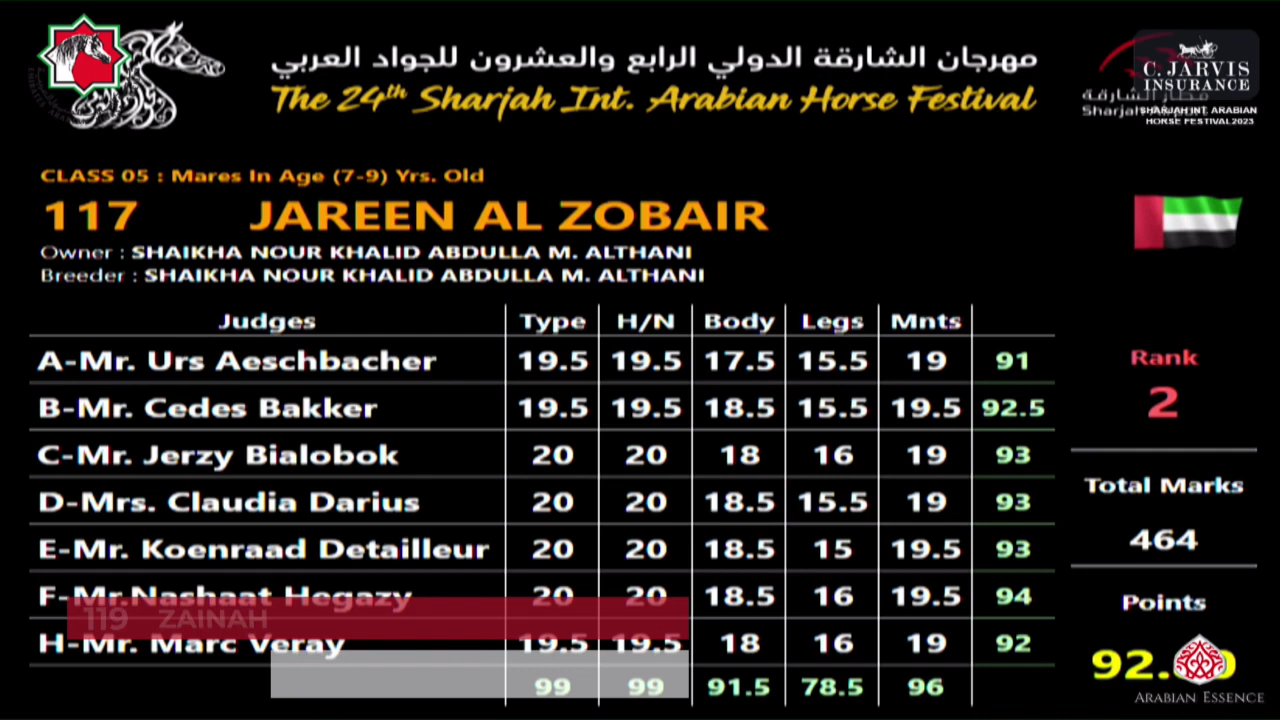 مهرجان الشارقة الدولي الرابع والعشرون للجواد العربي
The 24th Sharjah Int. Arabian Horse Festival
C. JARVIS
INSURANCE
SHARJAH INT. ARABIAN
HORSE FESTIVAL 2023
CLASS 05 : Mares In Age (7-9) Yrs. Old
117 JAREEN AL ZOBAIR
Owner : SHAIKHA NOUR KHALID ABDULLA M. ALTHANI
Breeder : SHAIKHA NOUR KHALID ABDULLA M. ALTHANI
Judges Type H/N Body Legs Mnts
A-Mr. Urs Aeschbacher 19.5 19.5 17.5 15.5 19 91
B-Mr. Cedes Bakker 19.5 19.5 18.5 15.5 19.5 92.5
C-Mr. Jerzy Bialobok 20 20 18 16 19 93
D-Mrs. Claudia Darius 20 20 18.5 15.5 19 93
E-Mr. Koenraad Detailleur 20 20 18.5 15 19.5 93
F-Mr.Nashaat Hegazy 20 20 18.5 16 19.5 94
119 ZAINAH
H-Mr. Marc Veray 19.5 19.5 18 16 19 92
99 99 91.5 78.5 96
Rank
2
Total Marks
464
Points
92.
ARABIAN ESSENCE